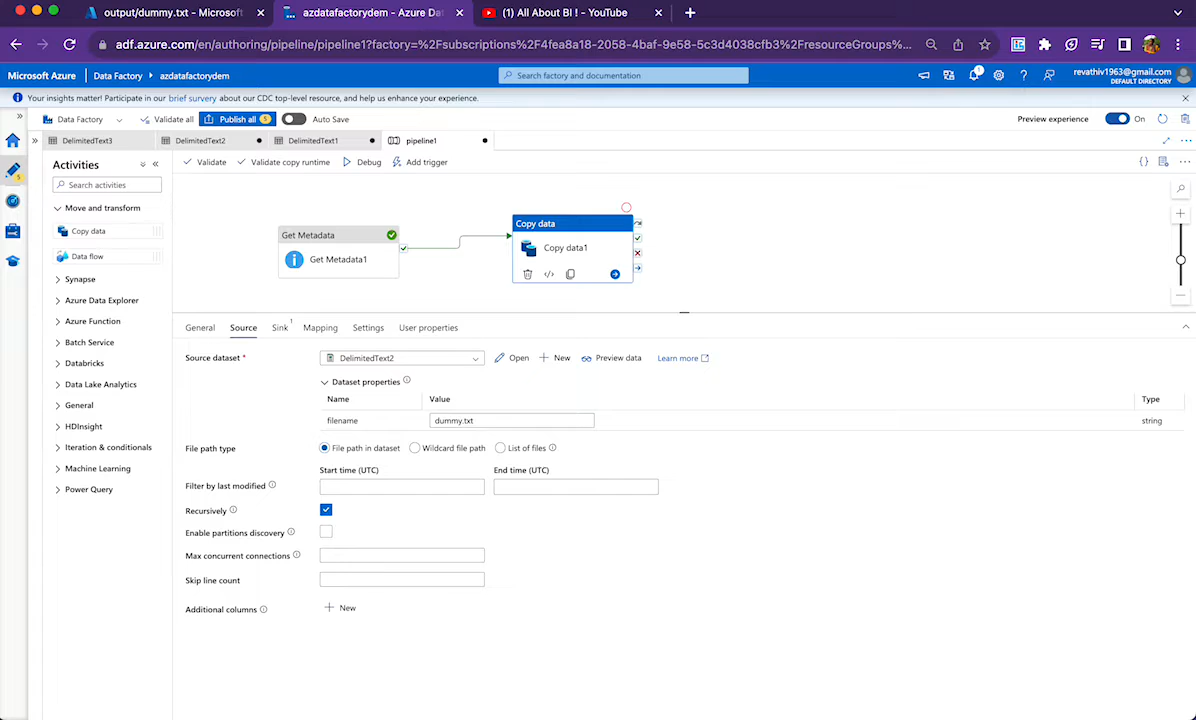 output/dummy.txt - Microsoft
azdatafactorydem - Azure Dat
(1) All About BI ! - YouTube
adf.azure.com/en/authoring/pipeline/pipeline1?factory=%2Fsubscriptions%2F4fea8a18-2058-4baf-9e58-5c3d4038cfb3%2FresourceGroups%...
Microsoft Azure
Data Factory
azdatafactorydem
Search factory and documentation
1
revathiv1963@gmail.com
DEFAULT DIRECTORY
Your insights matter! Participate in our brief survey about our CDC top-level resource, and help us enhance your experience.
Data Factory
Validate all
Publish all 5
Auto Save
Preview experience
On
DelimitedText3
DelimitedText2
DelimitedText1
pipeline1
Activities
Validate
Validate copy runtime
Debug
Add trigger
Search activities
Move and transform
Copy data
Data flow
Synapse
Azure Data Explorer
Azure Function
Batch Service
Databricks
Data Lake Analytics
General
HDInsight
Iteration & conditionals
Machine Learning
Power Query
Get Metadata
Get Metadata1
Copy data
Copy data1
General
Source
Sink 1
Mapping
Settings
User properties
Source dataset *
DelimitedText2
Open
New
Preview data
Learn more
Dataset properties
Name
Value
Type
filename
dummy.txt
string
File path type
File path in dataset
Wildcard file path
List of files
Start time (UTC)
End time (UTC)
Filter by last modified
Recursively
Enable partitions discovery
Max concurrent connections
Skip line count
Additional columns
New